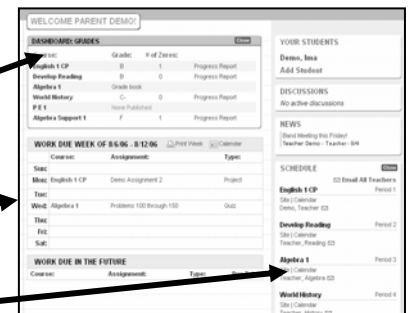 WELCOME PARENT DEMO!
DASHBOARD: GRADES Close
Grade: # of Zeroes:
English 1 CP B 1 Progress Report
Develop Reading B 0 Progress Report
Algebra 1 Grade book
World History C- 0 Progress Report
P E 1 None Published
Algebra Support 1 F 1 Progress Report
WORK DUE WEEK OF 8/6/06 - 8/12/06 Print Week Calendar
Course: Assignment: Type:
Sun:
Mon: English 1 CP Demo Assignment 2 Project
Tue:
Wed: Algebra 1 Problems 100 through 150 Quiz
Thu:
Fri:
Sat:
WORK DUE IN THE FUTURE
Course: Assignment: Type:
YOUR STUDENTS
Demo, Ima
Add Student
DISCUSSIONS
No active discussions
NEWS
Band Meeting this Friday!
Teacher Demo - Teacher - 8/4
SCHEDULE Close
Email All Teachers
English 1 CP Period 1
Site | Calendar
Demo, Teacher
Develop Reading Period 2
Site | Calendar
Teacher, Reading
Algebra 1 Period 3
Site | Calendar
Teacher, Algebra
World History Period 4
Site | Calendar
Teacher, History